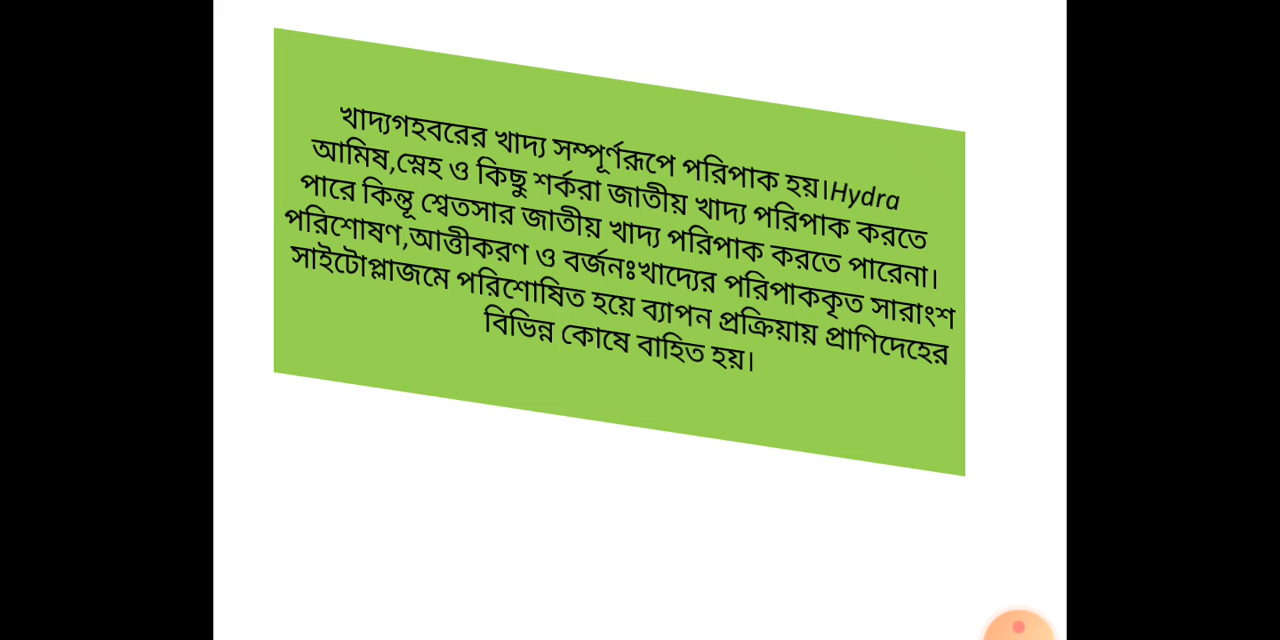 খাদ্যগহবরের খাদ্য সম্পূর্ণরূপে পরিপাক হয়।Hydra
আমিষ,স্নেহ ও কিছু শর্করা জাতীয় খাদ্য পরিপাক করতে
পারে কিন্তূ শ্বেতসার জাতীয় খাদ্য পরিপাক করতে পারেনা।
পরিশোষণ,আত্তীকরণ ও বর্জনঃখাদ্যের পরিপাককৃত সারাংশ
সাইটোপ্লাজমে পরিশোষিত হয়ে ব্যাপন প্রক্রিয়ায় প্রাণিদেহের
বিভিন্ন কোষে বাহিত হয়।